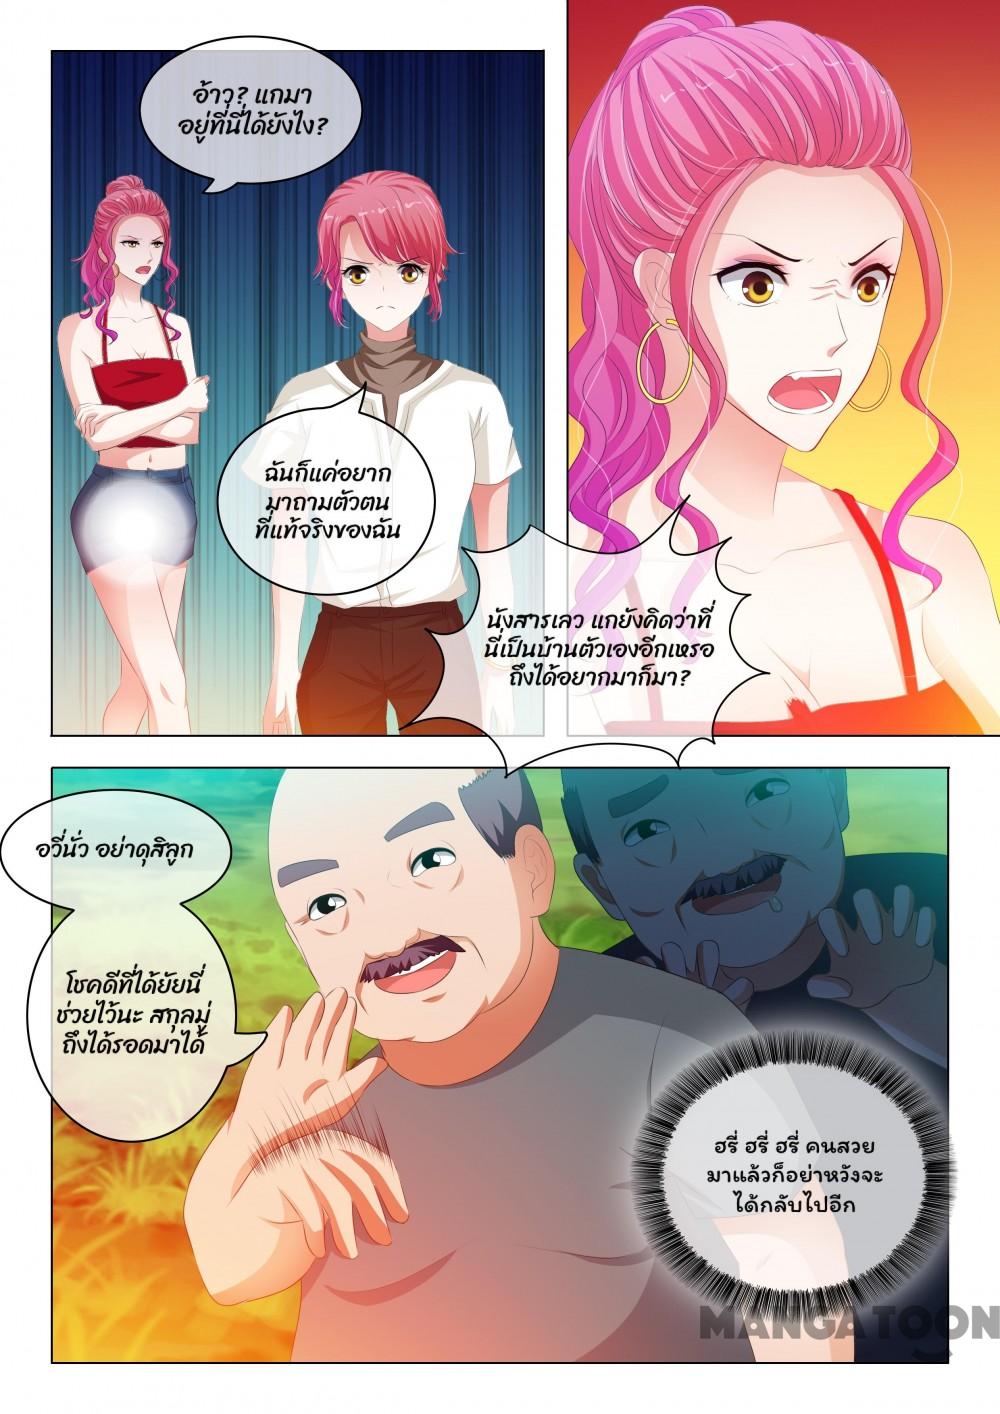 อ้าว? แกมา
อยู่ที่นี่ได้ยังไง?
ฉันก็แค่อยาก
มาถามตัวตน
ที่แท้จริงของฉัน
นังสารเลว แกยังคิดว่าที่
นี่เป็นบ้านตัวเองอีกเหรอ
ถึงได้อยากมาก็มา?
อวี่นั่ว อย่าดุสิลูก
โชคดีที่ได้ยัยนี่
ช่วยไว้นะ สกุลมู่
ถึงได้รอดมาได้
ฮรี่ ฮรี่ ฮรี่ คนสวย
มาแล้วก็อย่าหวังจะ
ได้กลับไปอีก
MANGATOON